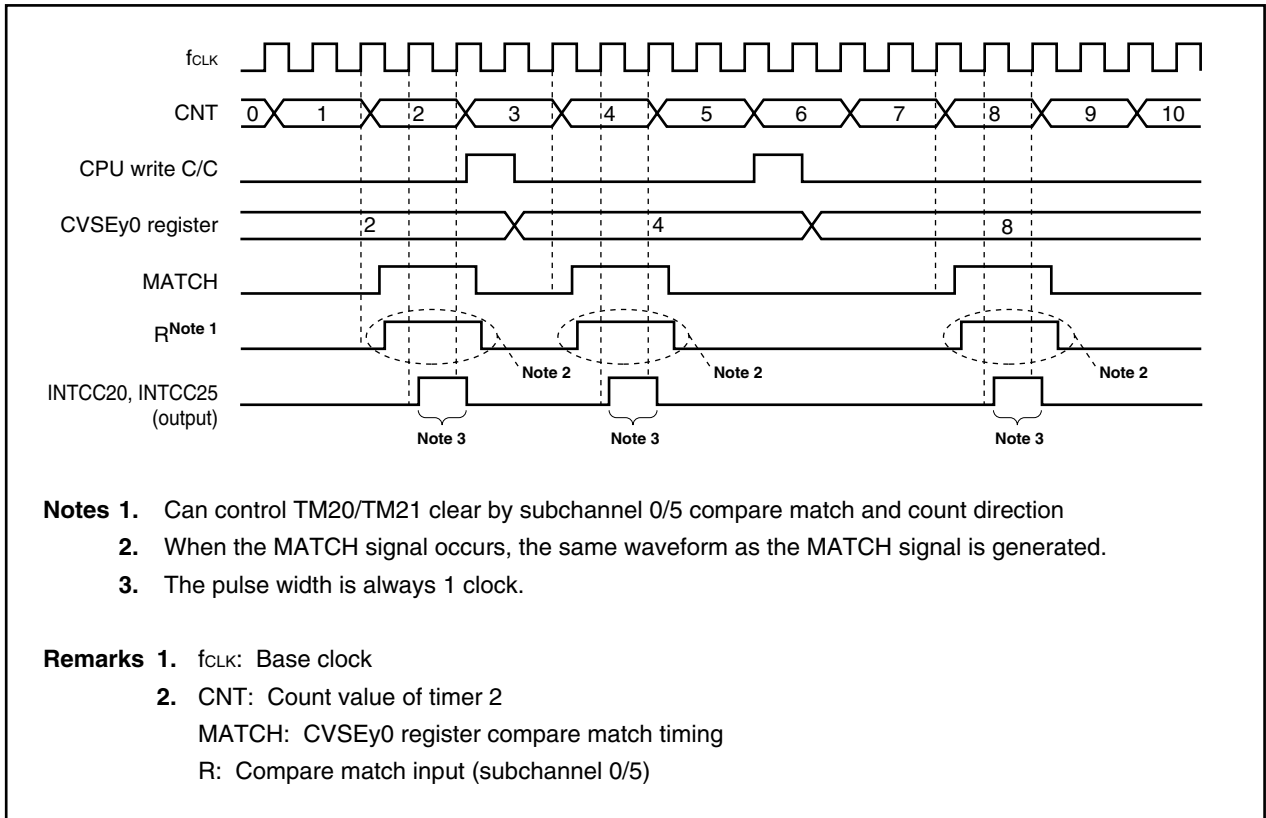 fCLK
CNT 0 1 2 3 4 5 6 7 8 9 10
CPU write C/C
CVSEy0 register 2 4 8
MATCH
RNote 1
Note 2 Note 2 Note 2
INTCC20, INTCC25
(output)
Note 3 Note 3 Note 3
Notes 1. Can control TM20/TM21 clear by subchannel 0/5 compare match and count direction
2. When the MATCH signal occurs, the same waveform as the MATCH signal is generated.
3. The pulse width is always 1 clock.
Remarks 1. fCLK: Base clock
2. CNT: Count value of timer 2
MATCH: CVSEy0 register compare match timing
R: Compare match input (subchannel 0/5)